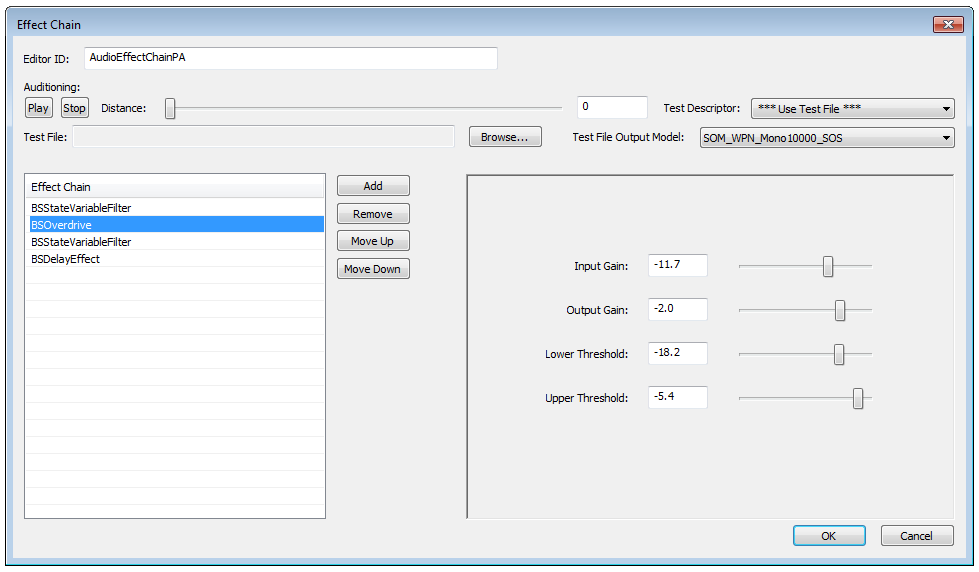 Effect Chain
Editor ID: AudioEffectChainPA
Auditioning:
Play Stop Distance: 0 Test Descriptor: *** Use Test File ***
Test File: Browse... Test File Output Model: SOM_WPN_Mono10000_SOS
Effect Chain
BSStateVariableFilter
BSOverdrive
BSStateVariableFilter
BSDelayEffect
Add
Remove
Move Up
Move Down
Input Gain: -11.7
Output Gain: -2.0
Lower Threshold: -18.2
Upper Threshold: -5.4
OK Cancel